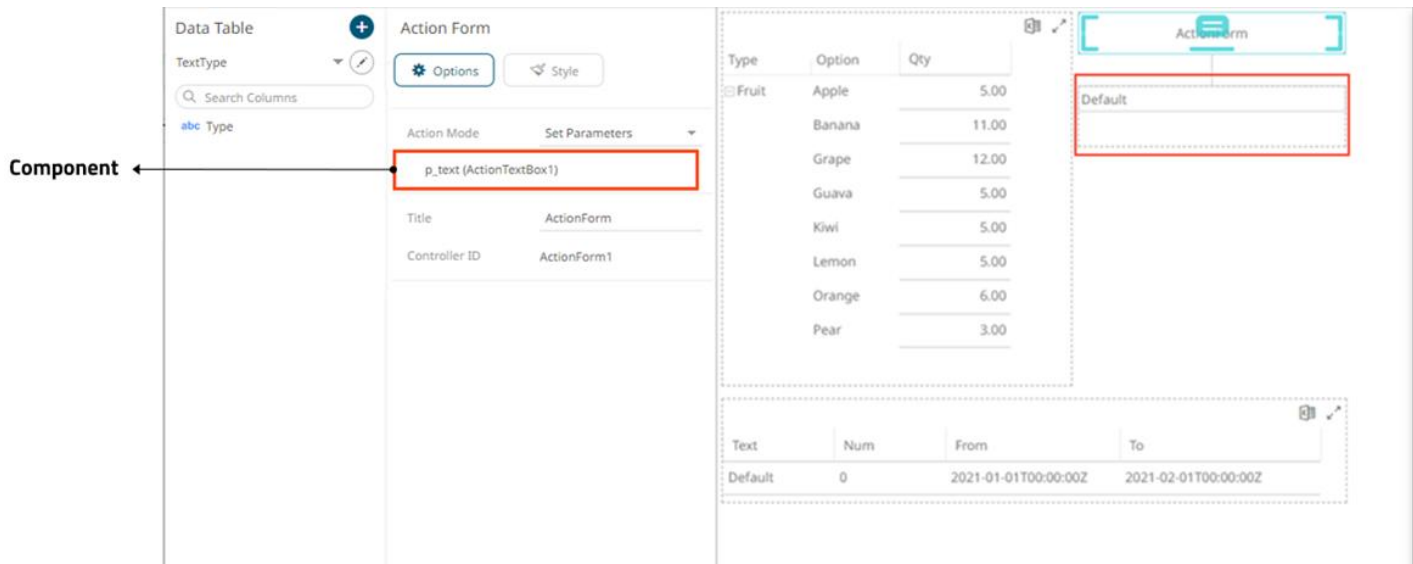 Component
Data Table
TextType
Search Columns
abc Type
Action Form
Options Style
Action Mode Set Parameters
p_text (ActionTextBox1)
Title ActionForm
Controller ID ActionForm1
Type Option Qty
Fruit Apple 5.00
Banana 11.00
Grape 12.00
Guava 5.00
Kiwi 5.00
Lemon 5.00
Orange 6.00
Pear 3.00
ActionForm
Default
Text Num From To
Default 0 2021-01-01T00:00:00Z 2021-02-01T00:00:00Z